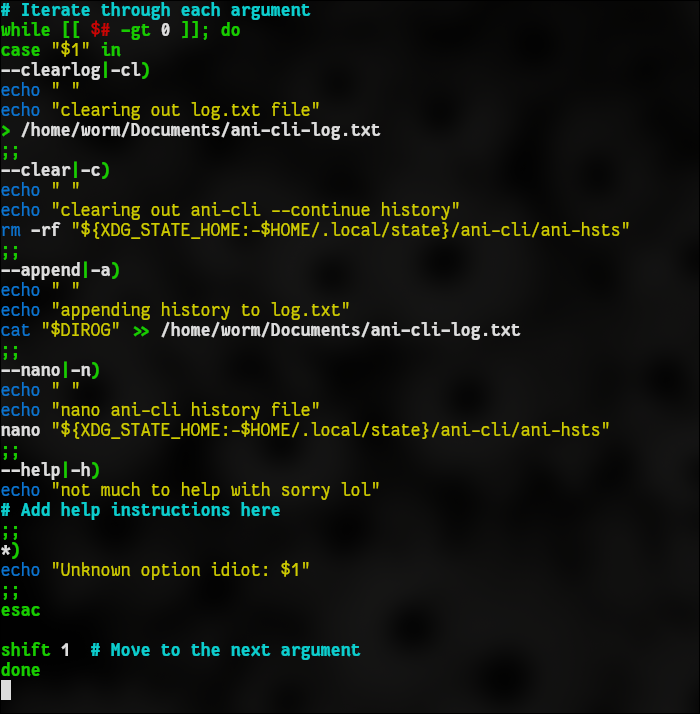 # Iterate through each argument
while [[ $# -gt 0 ]]; do
case "$1" in
--clearlog|-cl)
echo " "
echo "clearing out log.txt file"
> /home/worm/Documents/ani-cli-log.txt
;;
--clear|-c)
echo " "
echo "clearing out ani-cli --continue history"
rm -rf "${XDG_STATE_HOME:-$HOME/.local/state}/ani-cli/ani-hsts"
;;
--append|-a)
echo " "
echo "appending history to log.txt"
cat "$DIROG" >> /home/worm/Documents/ani-cli-log.txt
;;
--nano|-n)
echo " "
echo "nano ani-cli history file"
nano "${XDG_STATE_HOME:-$HOME/.local/state}/ani-cli/ani-hsts"
;;
--help|-h)
echo "not much to help with sorry lol"
# Add help instructions here
;;
*)
echo "Unknown option idiot: $1"
;;
esac
shift 1  # Move to the next argument
done